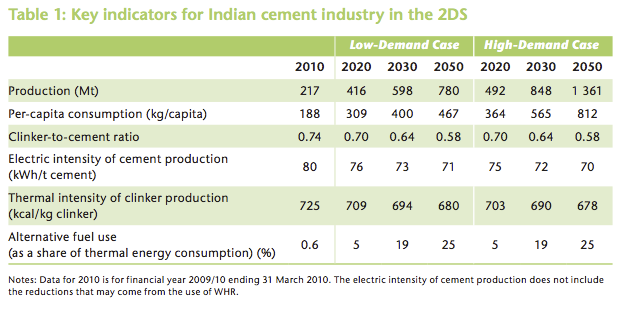 Table 1: Key indicators for Indian cement industry in the 2DS
Low-Demand Case High-Demand Case
2010 2020 2030 2050 2020 2030 2050
Production (Mt) 217 416 598 780 492 848 1 361
Per-capita consumption (kg/capita) 188 309 400 467 364 565 812
Clinker-to-cement ratio 0.74 0.70 0.64 0.58 0.70 0.64 0.58
Electric intensity of cement production
(kWh/t cement) 80 76 73 71 75 72 70
Thermal intensity of clinker production
(kcal/kg clinker) 725 709 694 680 703 690 678
Alternative fuel use
(as a share of thermal energy consumption) (%) 0.6 5 19 25 5 19 25
Notes: Data for 2010 is for financial year 2009/10 ending 31 March 2010. The electric intensity of cement production does not include
the reductions that may come from the use of WHR.